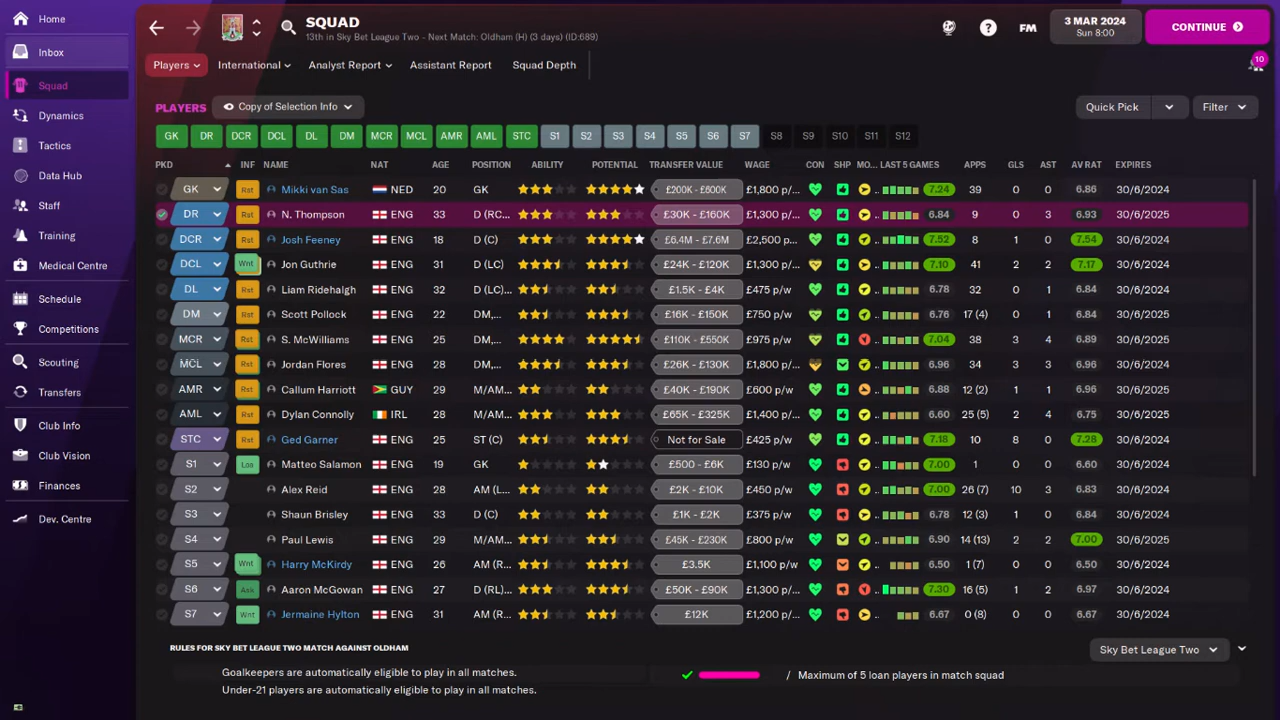 Home
Inbox
Squad
Dynamics
Tactics
Data Hub
Staff
Training
Medical Centre
Schedule
Competitions
Scouting
Transfers
Club Info
Club Vision
Finances
Dev. Centre
SQUAD
13th in Sky Bet League Two - Next Match: Oldham (H) (3 days) (ID:689)
FM
3 MAR 2024
Sun 8:00
CONTINUE
Players International Analyst Report Assistant Report Squad Depth
10
PLAYERS Copy of Selection Info Quick Pick Filter
GK DR DCR DCL DL DM MCR MCL AMR AML STC S1 S2 S3 S4 S5 S6 S7 S8 S9 S10 S11 S12
PKD INF NAME NAT AGE POSITION ABILITY POTENTIAL TRANSFER VALUE WAGE CON SHP MO... LAST 5 GAMES APPS GLS AST AV RAT EXPIRES
GK Rst Mikki van Sas NED 20 GK £200K - £600K £1,800 p/... .. 7.24 39 0 0 6.86 30/6/2024
DR Rst N. Thompson ENG 33 D (RC... £30K - £160K £1,300 p/... .. 6.84 9 0 3 6.93 30/6/2025
DCR Rst Josh Feeney ENG 18 D (C) £6.4M - £7.6M £2,500 p/... .. 7.52 8 1 0 7.54 30/6/2024
DCL Wnt Jon Guthrie ENG 31 D (LC) £24K - £120K £1,300 p/... .. 7.10 41 2 2 7.17 30/6/2024
DL Rst Liam Ridehalgh ENG 32 D (LC)... £1.5K - £4K £475 p/w .. 6.78 32 0 1 6.84 30/6/2024
DM Rst Scott Pollock ENG 22 DM,... £16K - £150K £750 p/w .. 6.76 17 (4) 0 1 6.84 30/6/2024
MCR Rst S. McWilliams ENG 25 DM,... £110K - £550K £975 p/w .. 7.04 38 3 4 6.89 30/6/2024
MCL Rst Jordan Flores ENG 28 DM,... £26K - £130K £1,800 p/... .. 6.96 34 3 3 6.96 30/6/2024
AMR Rst Callum Harriott GUY 29 M/AM... £40K - £190K £600 p/w .. 6.88 12 (2) 1 1 6.96 30/6/2024
AML Rst Dylan Connolly IRL 28 M/AM... £65K - £325K £1,400 p/... .. 6.60 25 (5) 2 4 6.75 30/6/2024
STC Rst Ged Garner ENG 25 ST (C) Not for Sale £425 p/w .. 7.18 10 8 0 7.28 30/6/2024
S1 Loa Matteo Salamon ENG 19 GK £500 - £6K £130 p/w .. 7.00 1 0 0 6.60 30/6/2024
S2 Alex Reid ENG 28 AM (L... £2K - £10K £450 p/w .. 7.00 26 (7) 10 3 6.83 30/6/2024
S3 Shaun Brisley ENG 33 D (C) £1K - £2K £375 p/w .. 6.78 12 (3) 0 1 6.84 30/6/2024
S4 Paul Lewis ENG 29 M/AM... £45K - £230K £800 p/w .. 6.90 14 (13) 2 2 7.00 30/6/2024
S5 Wnt Harry McKirdy ENG 26 AM (R... £3.5K £1,100 p/w .. 6.50 1 (7) 0 0 6.50 30/6/2024
S6 Ask Aaron McGowan ENG 27 D (RL)... £50K - £90K £1,300 p/w .. 7.30 16 (5) 1 2 6.97 30/6/2024
S7 Wnt Jermaine Hylton ENG 31 AM (R... £12K £1,200 p/w .. 6.67 0 (8) 0 0 6.67 30/6/2024
RULES FOR SKY BET LEAGUE TWO MATCH AGAINST OLDHAM Sky Bet League Two
Goalkeepers are automatically eligible to play in all matches. / Maximum of 5 loan players in match squad
Under-21 players are automatically eligible to play in all matches.